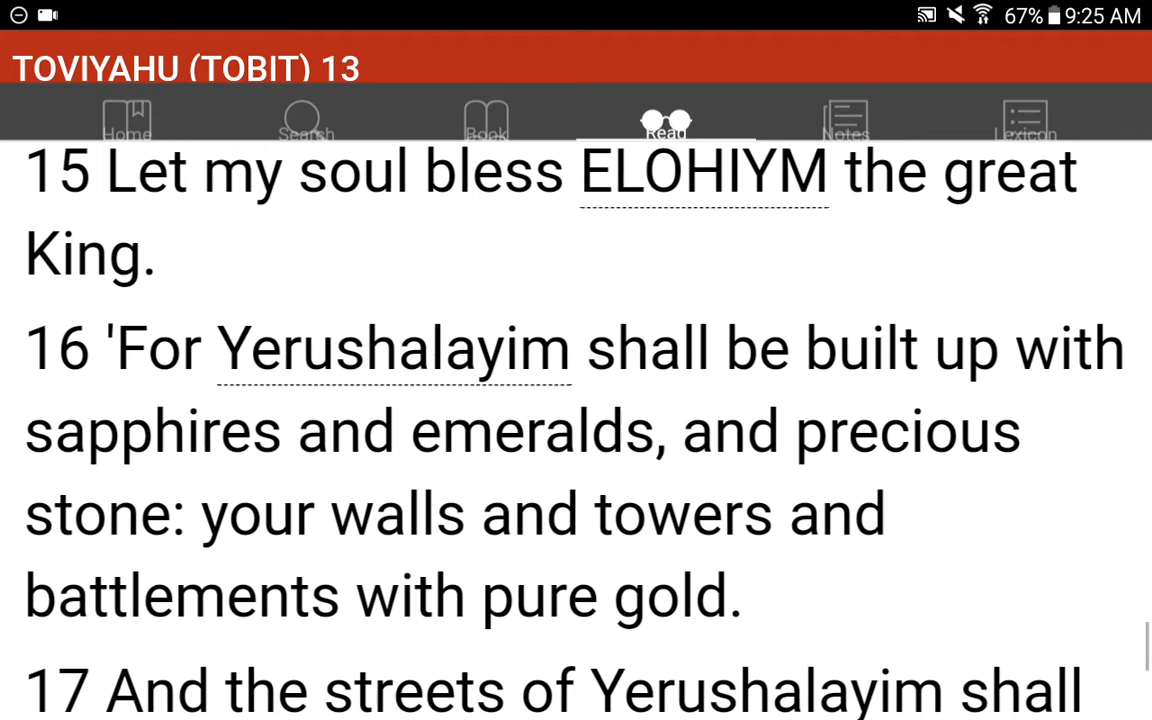 67% 9:25 AM
TOVIYAHU (TOBIT) 13
Home Search Book Read Notes Lexicon
15 Let my soul bless ELOHIYM the great
King.
16 'For Yerushalayim shall be built up with
sapphires and emeralds, and precious
stone: your walls and towers and
battlements with pure gold.
17 And the streets of Yerushalayim shall